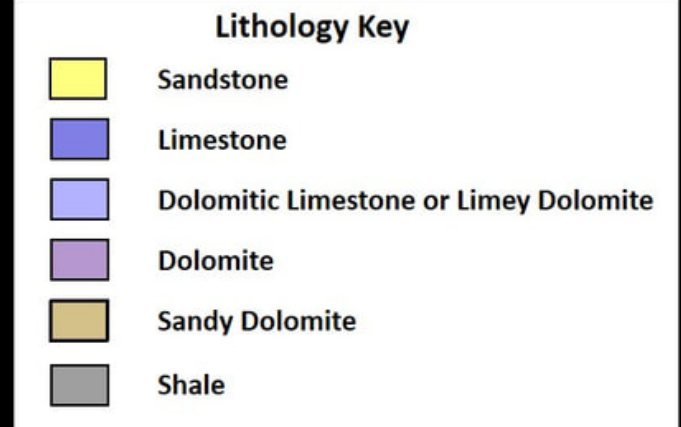 Lithology Key
Sandstone
Limestone
Dolomitic Limestone or Limey Dolomite
Dolomite
Sandy Dolomite
Shale